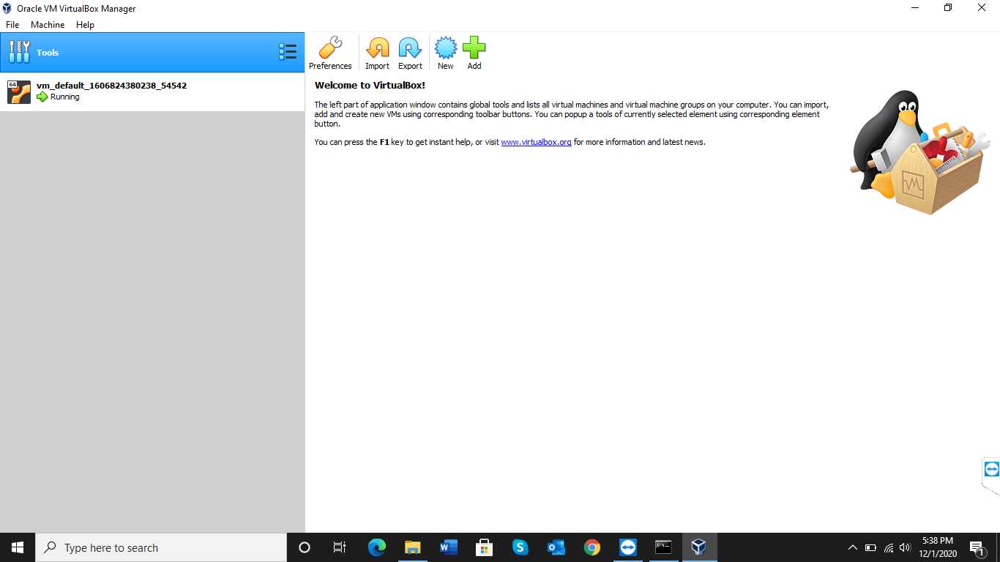 Oracle VM VirtualBox Manager
File Machine Help
Tools
64
vm_default_1606824380238_54542
Running
Preferences Import Export New Add
Welcome to VirtualBox!
The left part of application window contains global tools and lists all virtual machines and virtual machine groups on your computer. You can import,
add and create new VMs using corresponding toolbar buttons. You can popup a tools of currently selected element using corresponding element
button.
You can press the F1 key to get instant help, or visit www.virtualbox.org for more information and latest news.
Type here to search
5:38 PM
12/1/2020
1